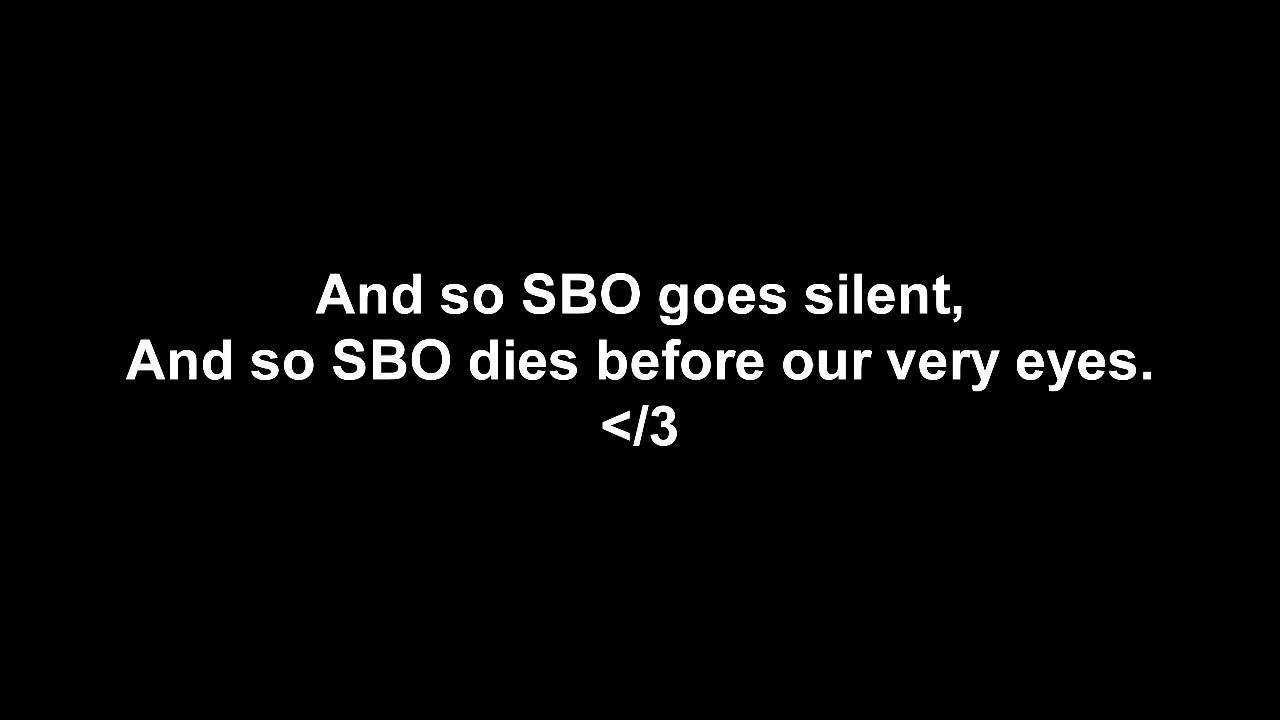 And so SBO goes silent,
And so SBO dies before our very eyes.
</3